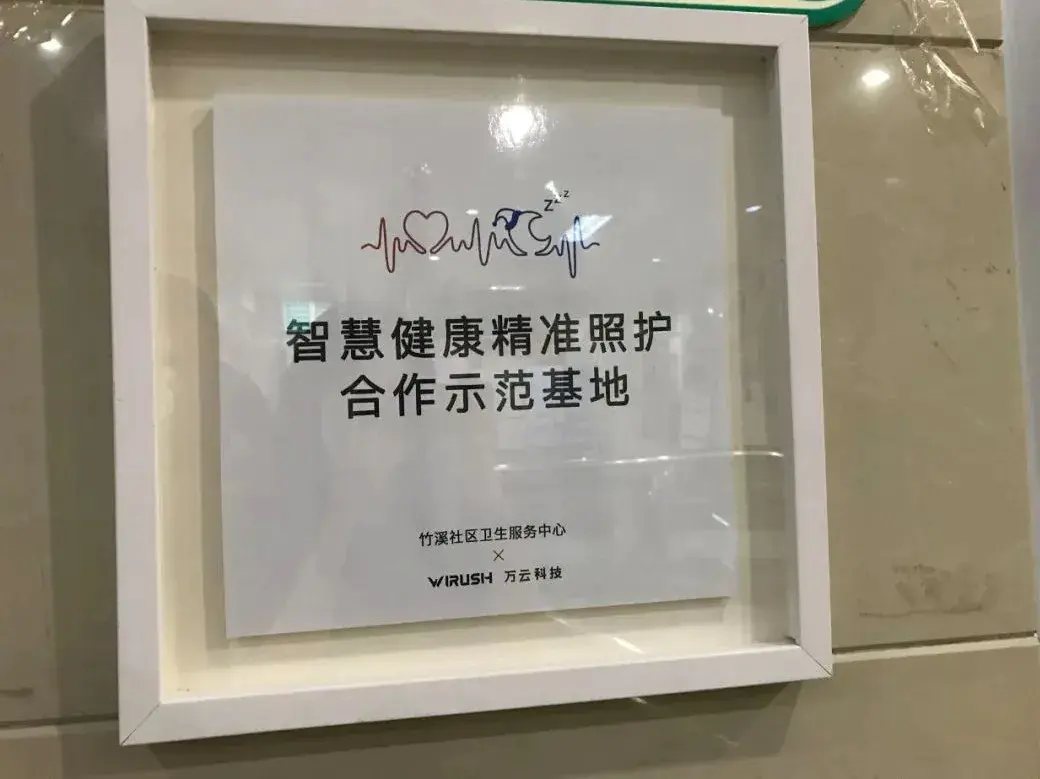 zzz
智慧健康精准照护
合作示范基地
竹溪社区卫生服务中心
×
WIRUSH 万云科技